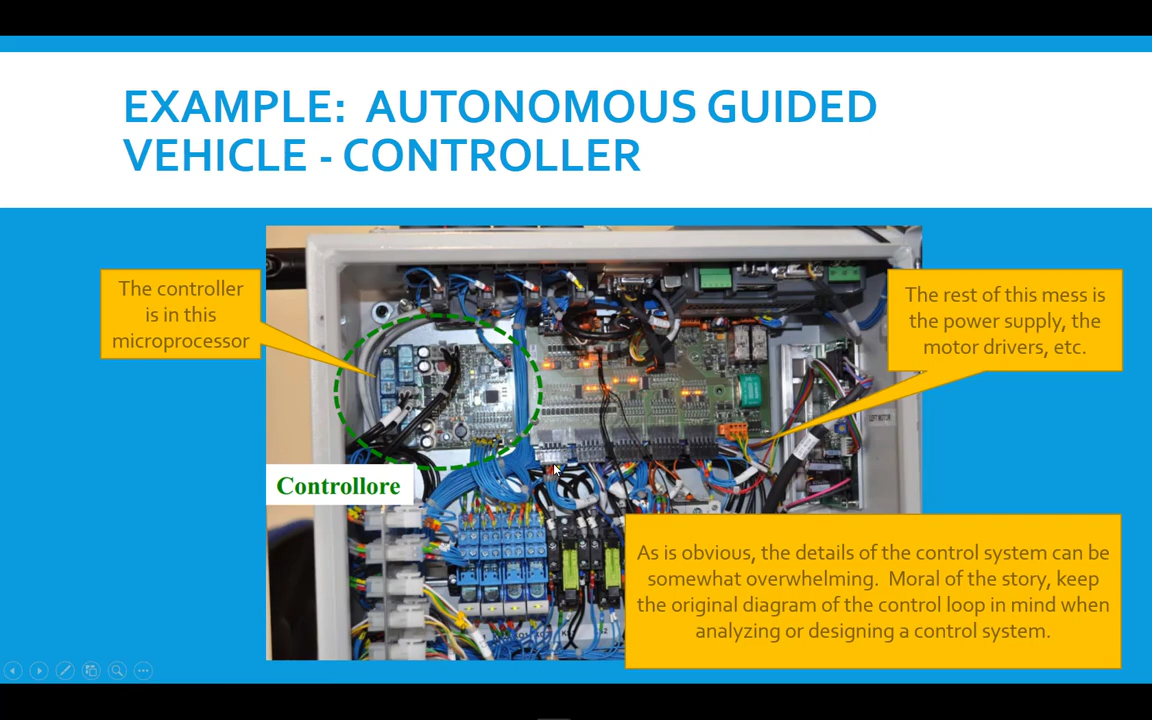 EXAMPLE: AUTONOMOUS GUIDED
VEHICLE - CONTROLLER
The controller
is in this
microprocessor
The rest of this mess is
the power supply, the
motor drivers, etc.
LEFT MOTOR
Controllore
As is obvious, the details of the control system can be
somewhat overwhelming. Moral of the story, keep
the original diagram of the control loop in mind when
analyzing or designing a control system.